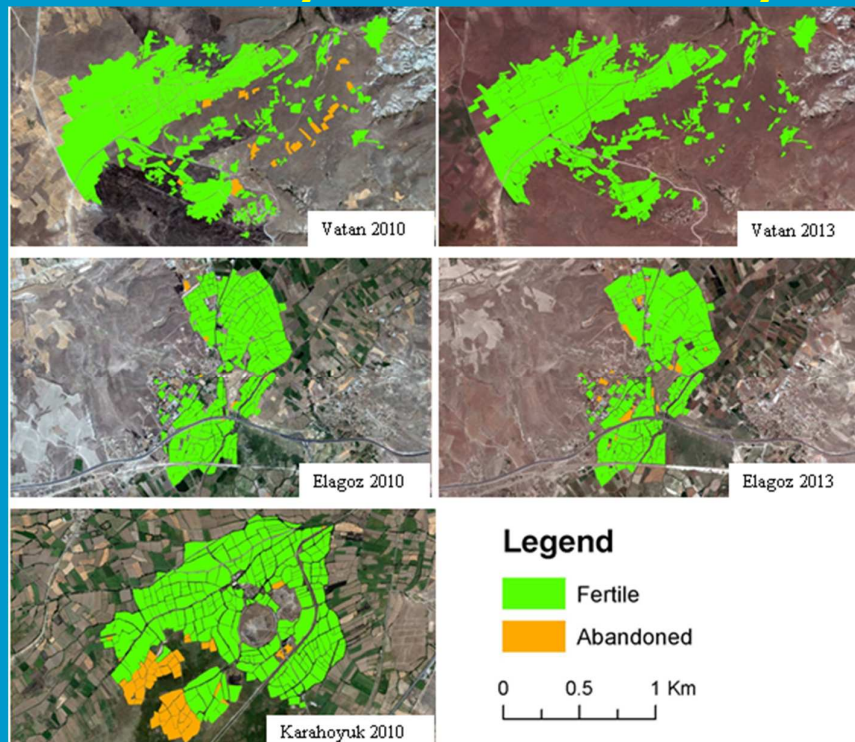 Vatan 2010
Vatan 2013
Elagoz 2010
Elagoz 2013
Karahoyuk 2010
Legend
Fertile
Abandoned
0 0.5 1 Km